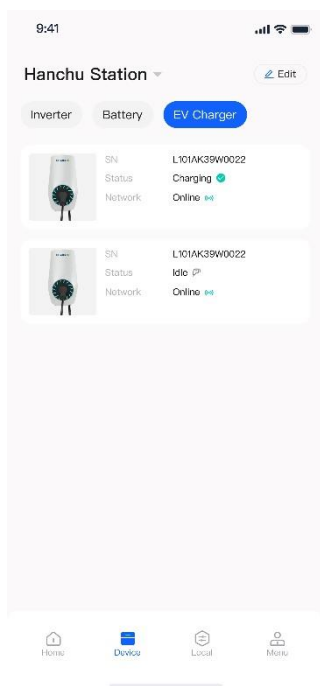 9:41
Hanchu Station
Edit
Inverter Battery EV Charger
SN L101AK39W0022
Status Charging
Network Online
SN L101AK39W0022
Status Idle
Network Online
Home Device Local Menu